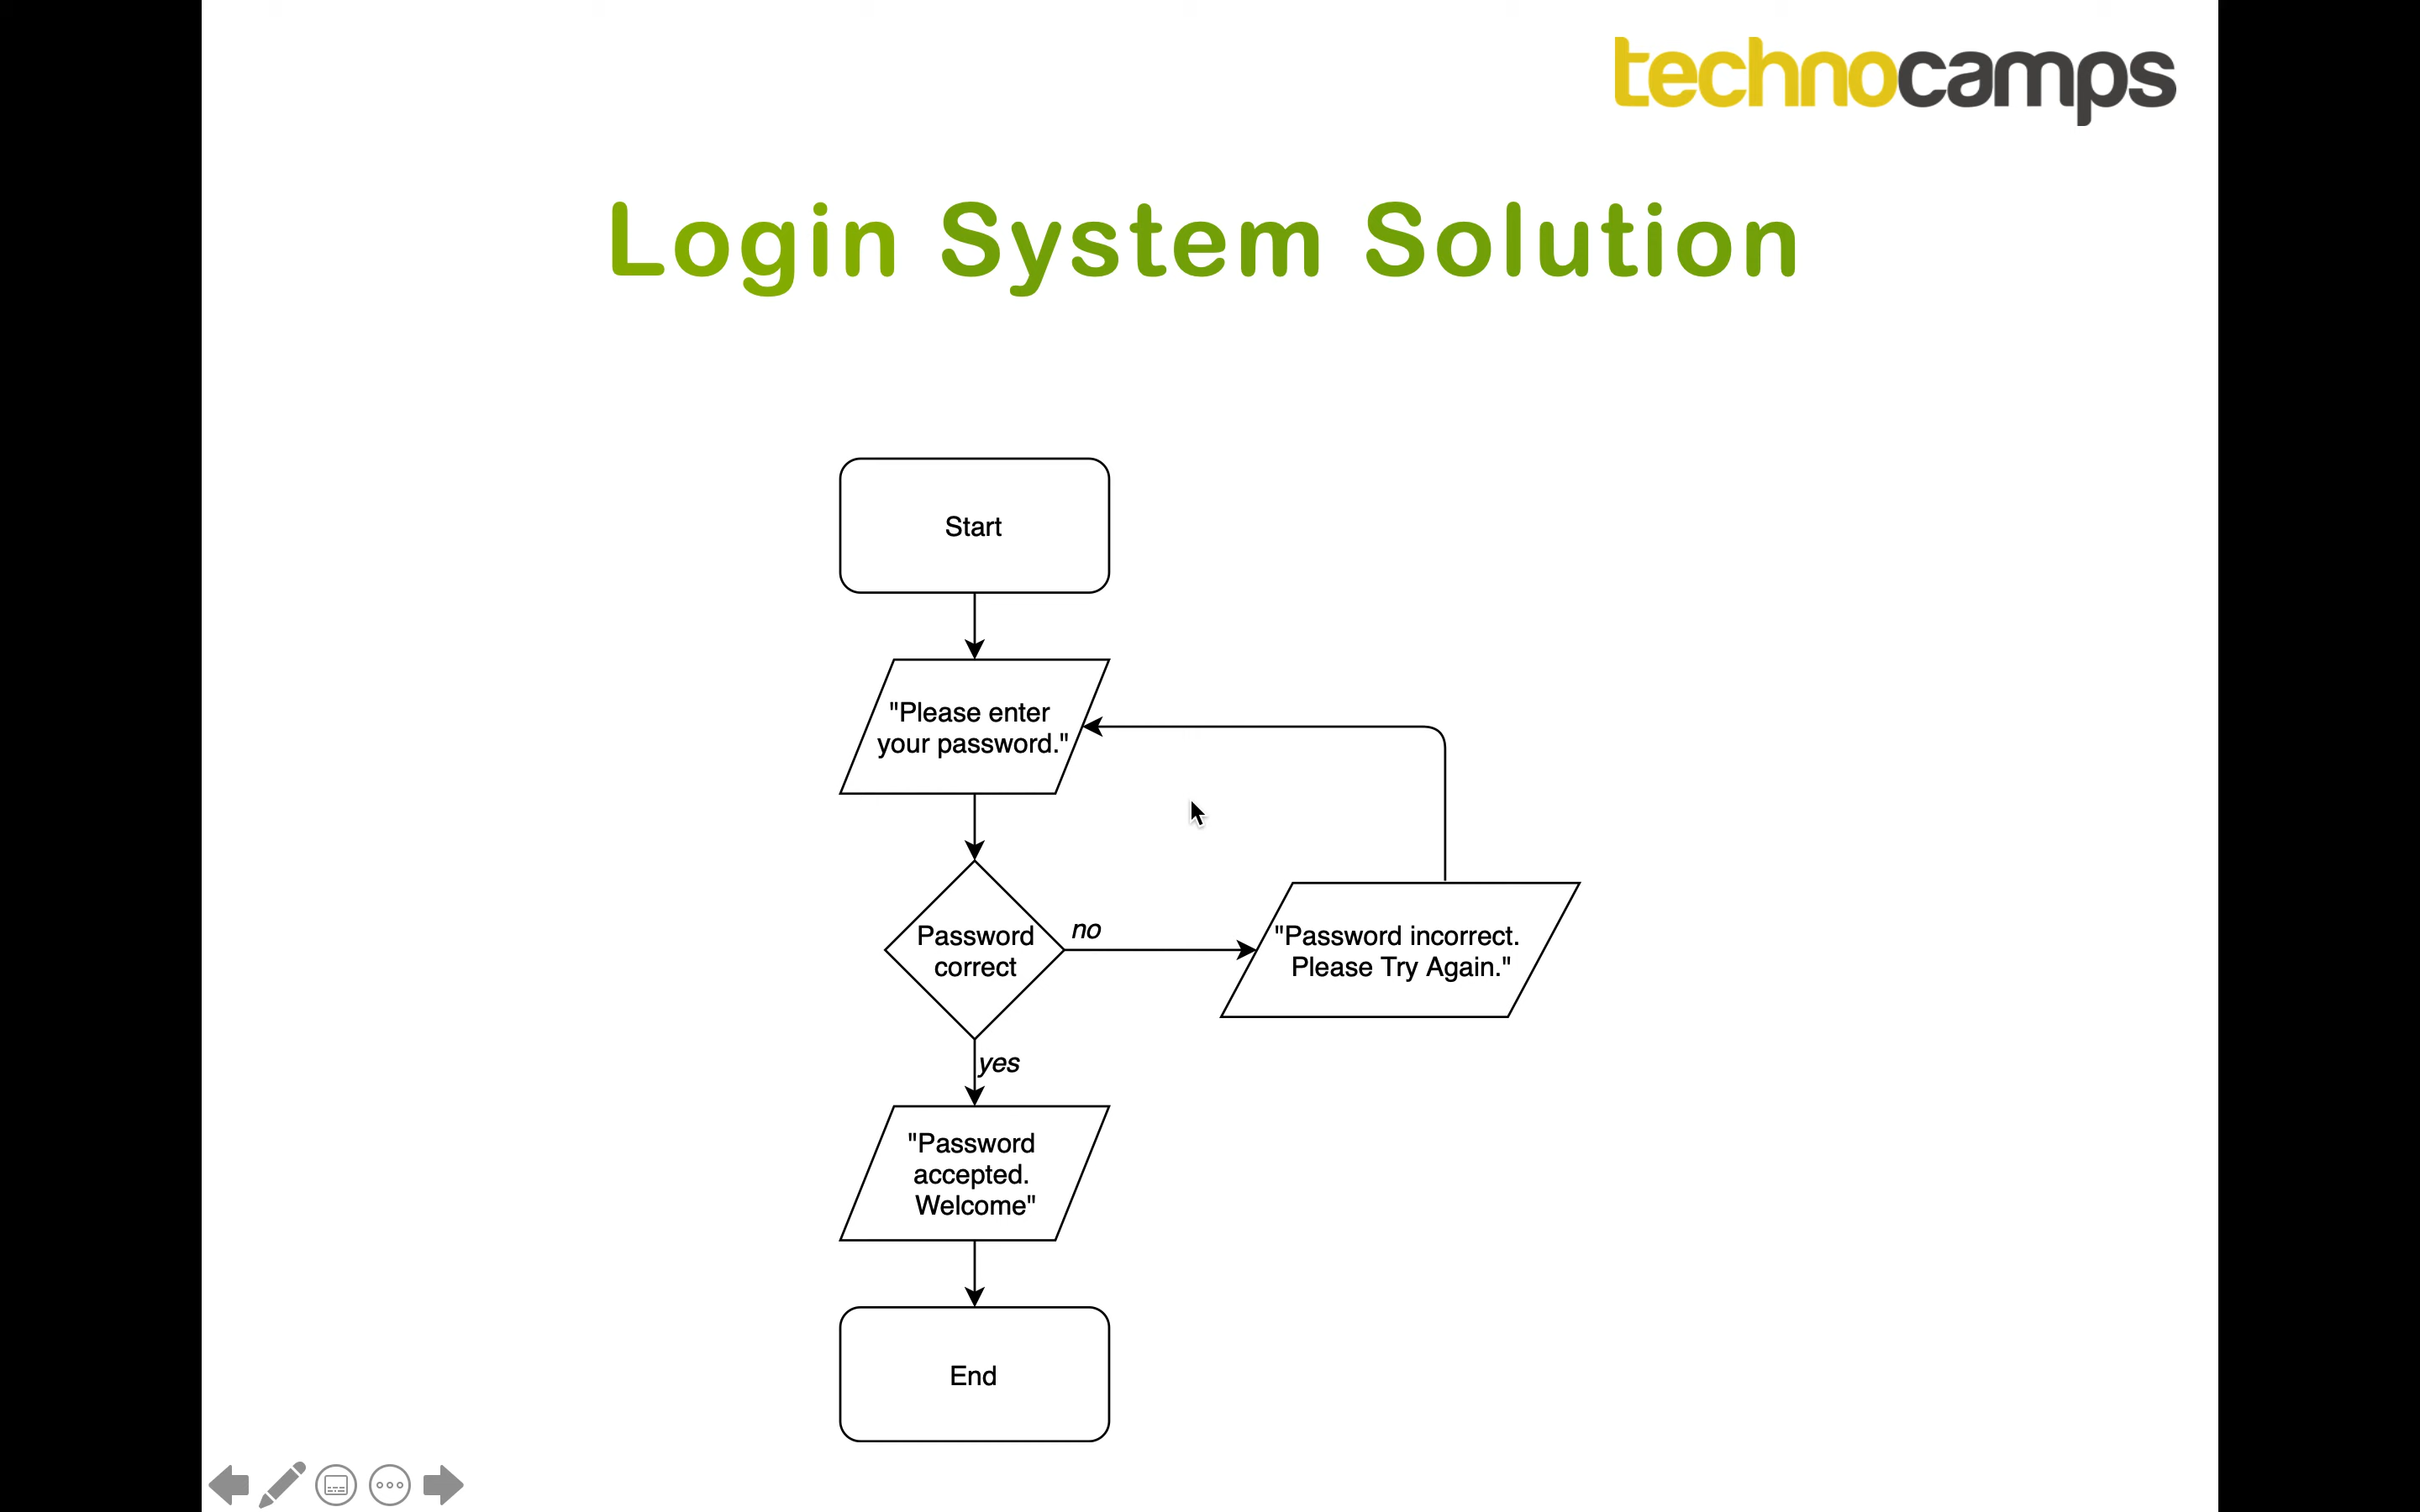 technocamps
Login System Solution
Start
"Please enter
your password."
Password
correct
no
"Password incorrect.
Please Try Again."
yes
"Password
accepted.
Welcome"
End